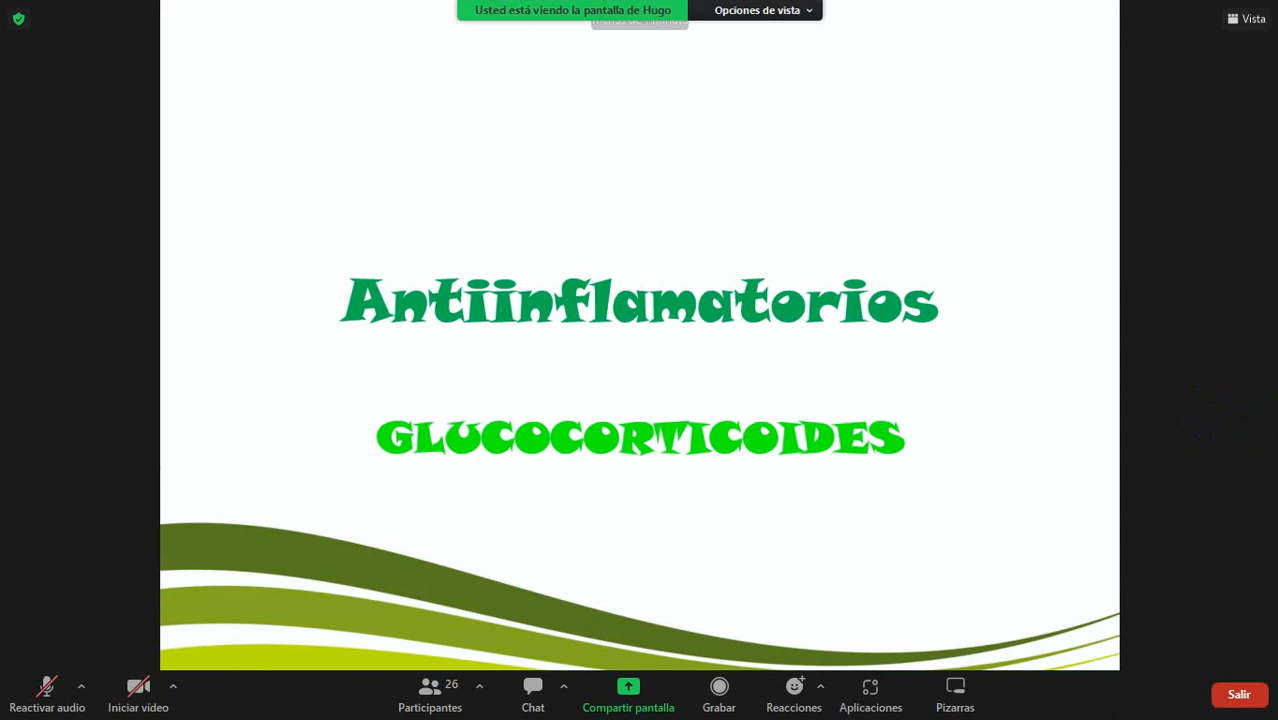 Usted está viendo la pantalla de Hugo
Opciones de vista
Vista
Antiinflamatorios
GLUCOCORTICOIDES
Reactivar audio
Iniciar vídeo
Participantes
26
Chat
Compartir pantalla
Grabar
Reacciones
Aplicaciones
Pizarras
Salir